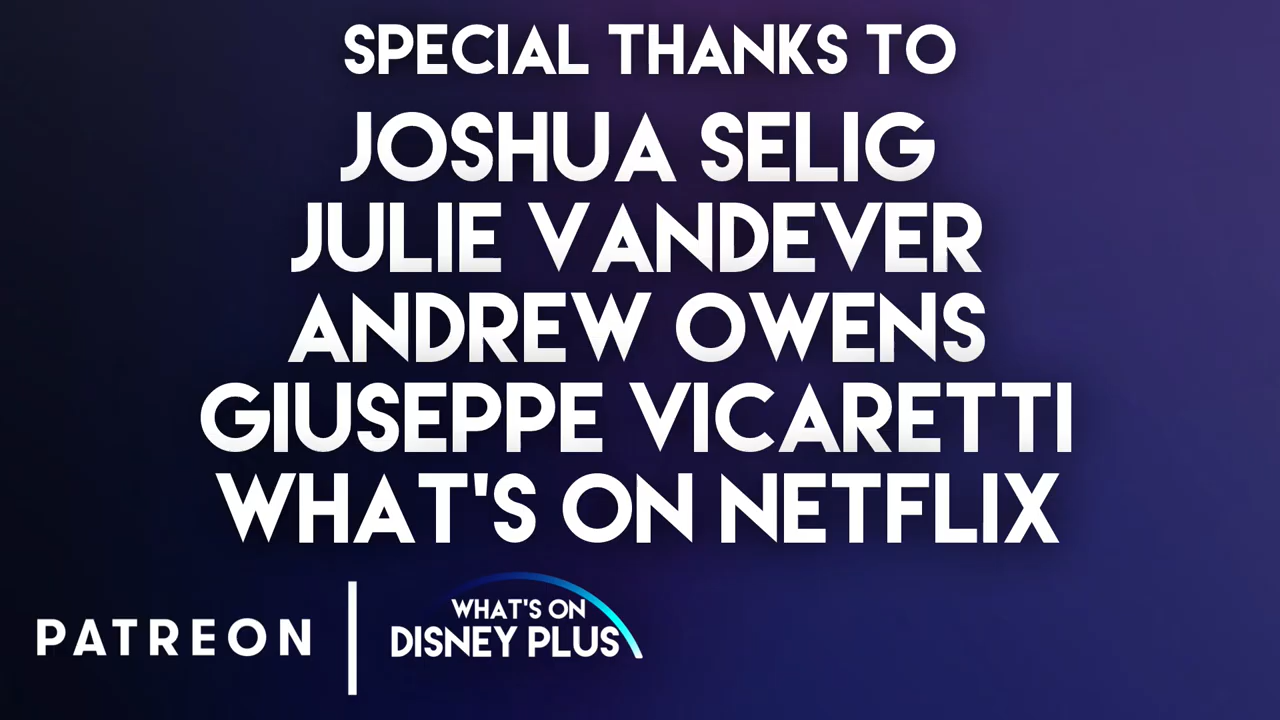 SPECIAL THANKS TO
JOSHUA SELIG
JULIE VANDEVER
ANDREW OWENS
GIUSEPPE VICARETTI
WHAT'S ON NETFLIX
PATREON
WHAT'S ON
DISNEY PLUS